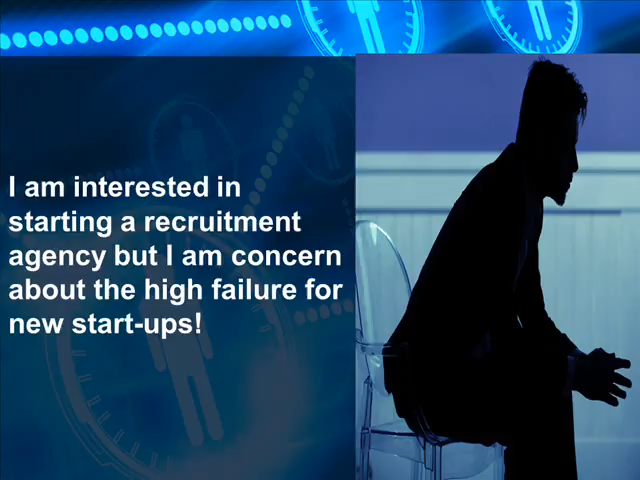 I am interested in
starting a recruitment
agency but I am concern
about the high failure for
new start-ups!